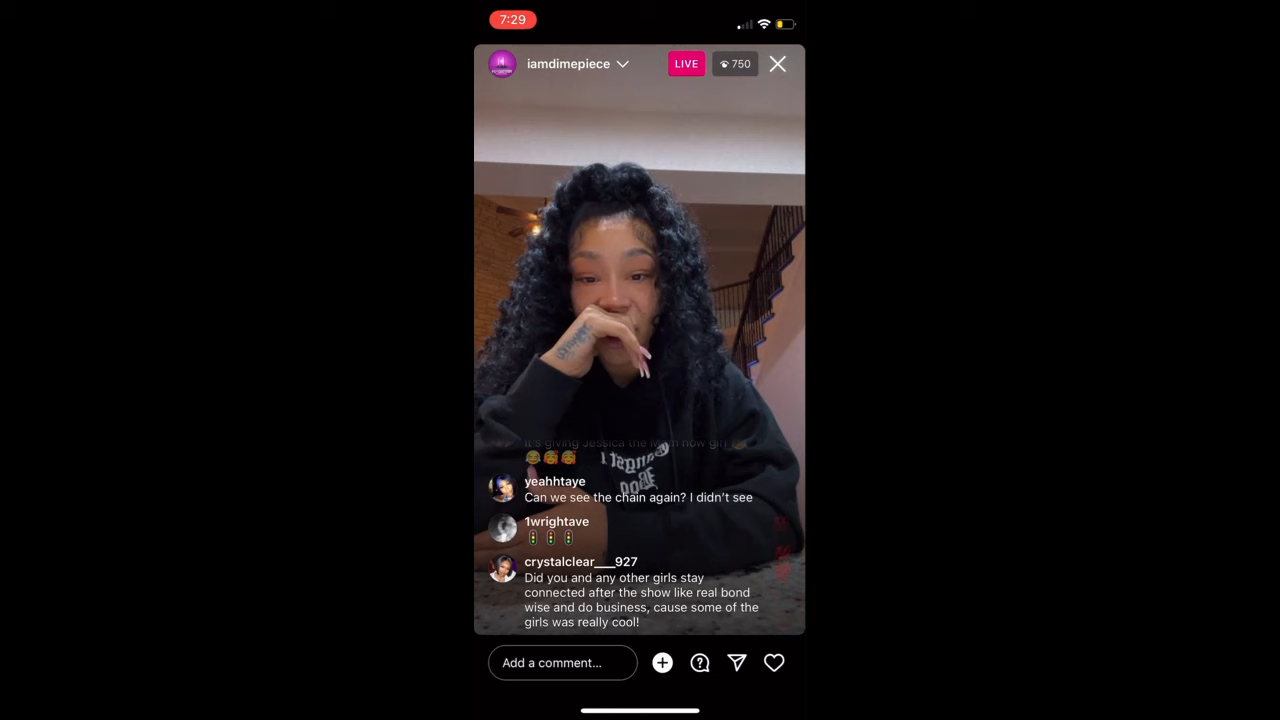 7:29
iamdimepiece
LIVE
750
It's giving Jessica the Mom now girl
yeahhtaye
Can we see the chain again? I didn't see
1wrightave
crystalclear___927
Did you and any other girls stay
connected after the show like real bond
wise and do business, cause some of the
girls was really cool!
Add a comment...